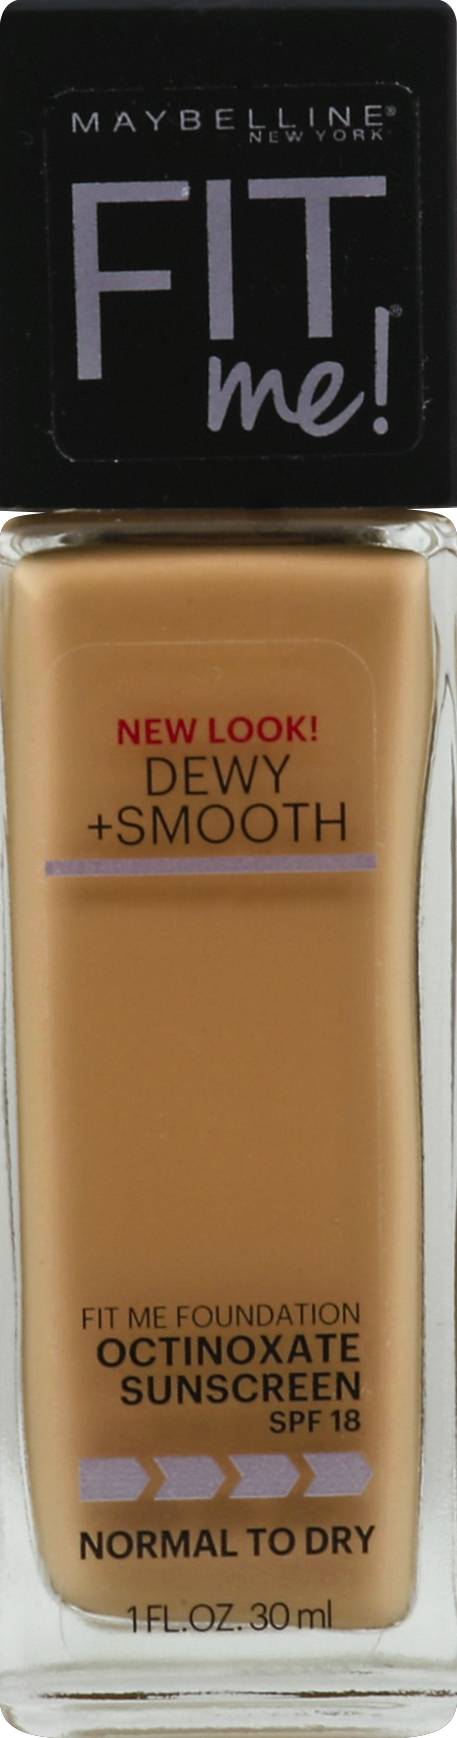 MAYBELLINE®
NEW YORK
FIT
me!®
NEW LOOK!
DEWY
+SMOOTH
FIT ME FOUNDATION
OCTINOXATE
SUNSCREEN
SPF 18
NORMAL TO DRY
1 FL.OZ. 30 ml